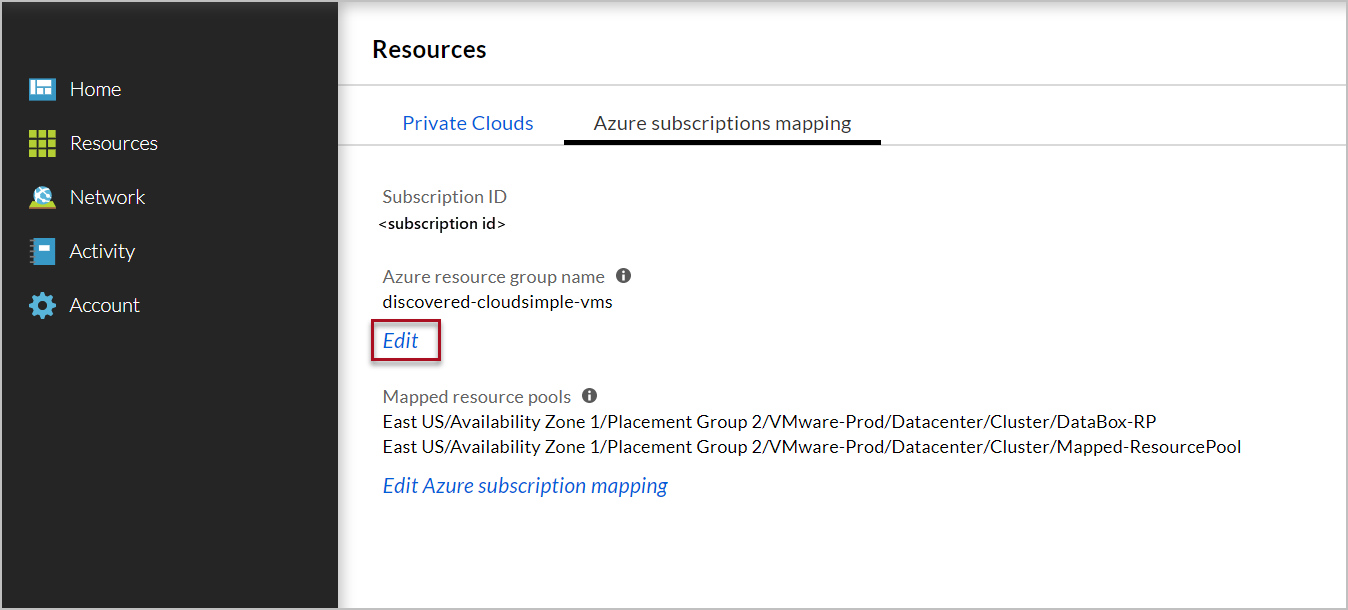 Home
Resources
Network
Activity
Account
Resources
Private Clouds
Azure subscriptions mapping
Subscription ID
<subscription id>
Azure resource group name
discovered-cloudsimple-vms
Edit
Mapped resource pools
East US/Availability Zone 1/Placement Group 2/VMware-Prod/Datacenter/Cluster/DataBox-RP
East US/Availability Zone 1/Placement Group 2/VMware-Prod/Datacenter/Cluster/Mapped-ResourcePool
Edit Azure subscription mapping